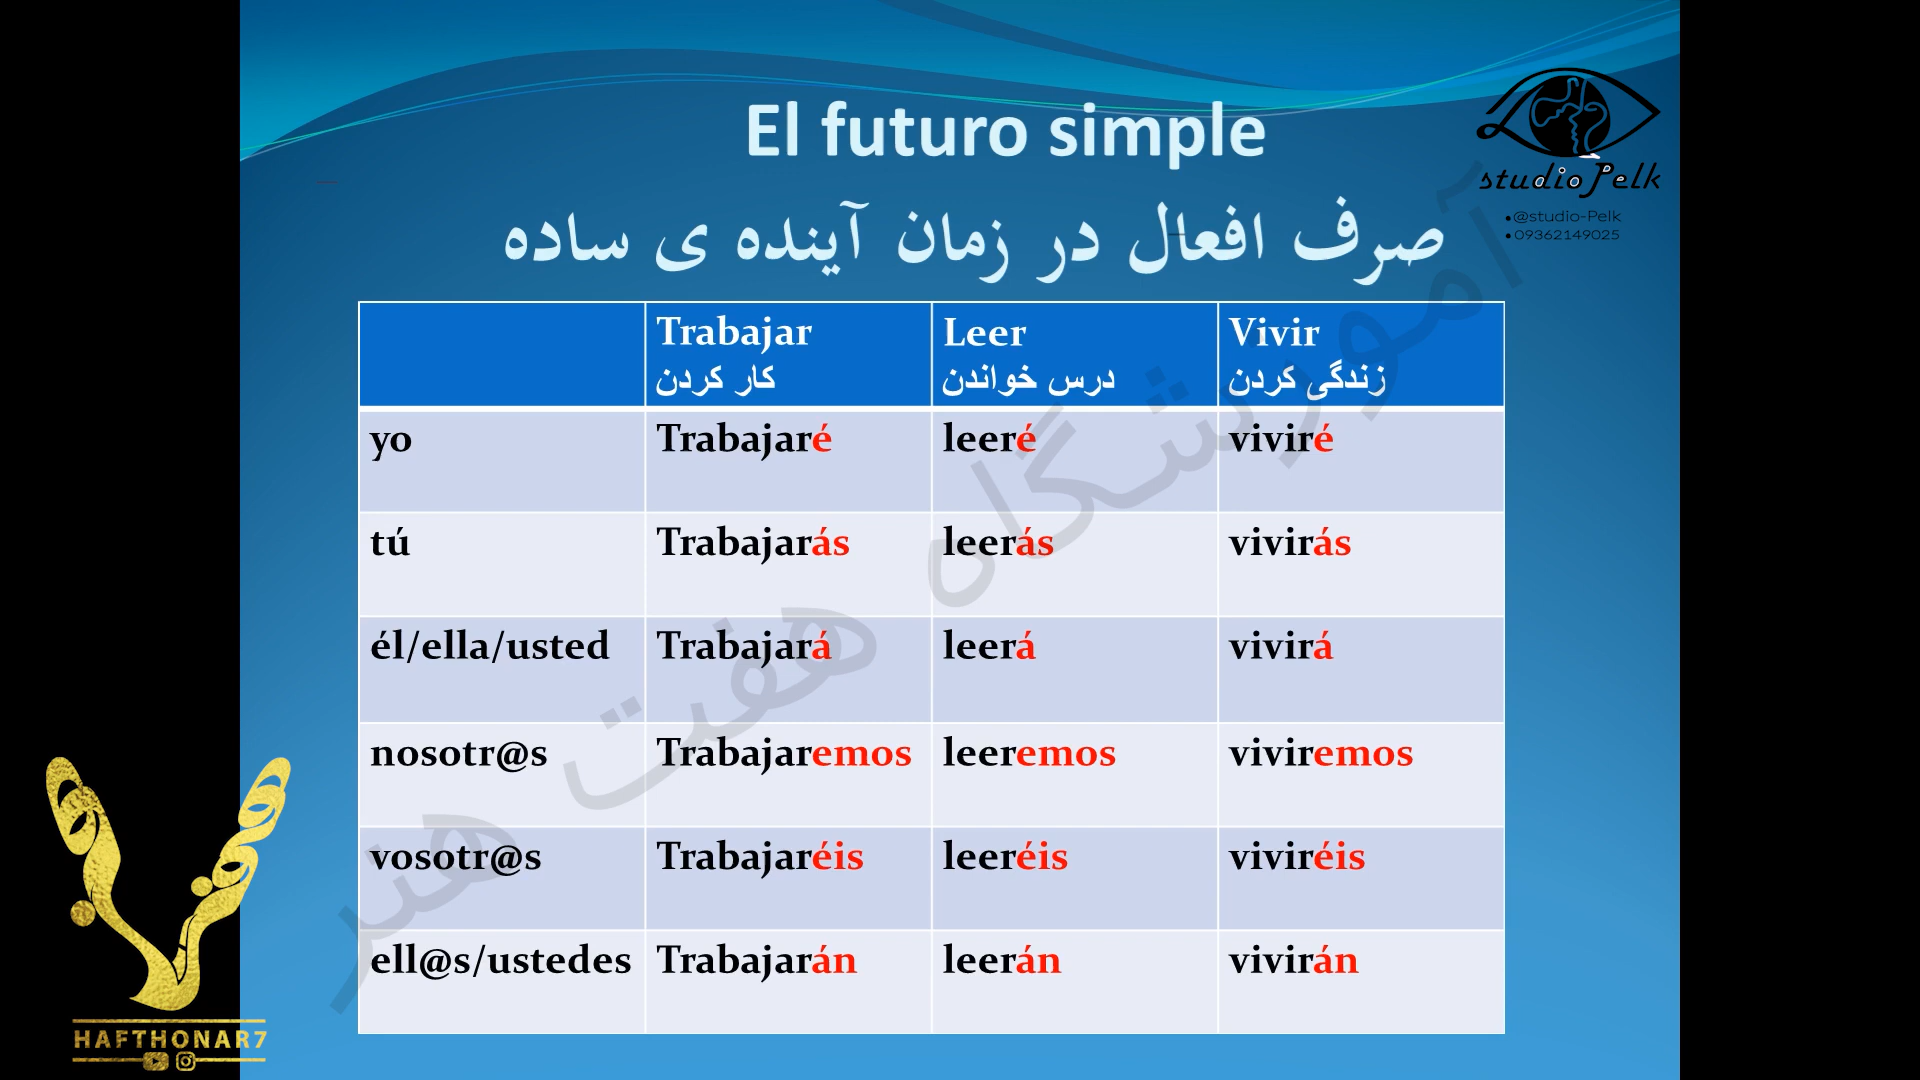 El futuro simple
صرف افعال در زمان آینده ی ساده
studio Pelk
•@studio-Pelk
•09362149025
Trabajar Leer Vivir
کار کردن درس خواندن زندگی کردن
yo Trabajaré leeré viviré
tú Trabajarás leerás vivirás
él/ella/usted Trabajará leerá vivirá
nosotr@s Trabajaremos leeremos viviremos
vosotr@s Trabajaréis leeréis viviréis
ell@s/ustedes Trabajarán leerán vivirán
آموزشگاه هفت هنر
هفت هنر
HAFTHONAR7